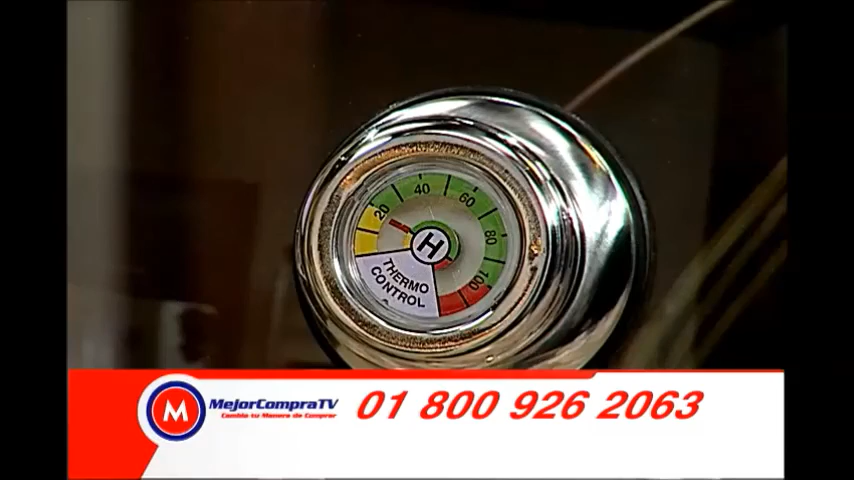 20 40 60 80 100
H
THERMO
CONTROL
M
MejorCompraTV
Cambia tu Manera de Comprar
01 800 926 2063